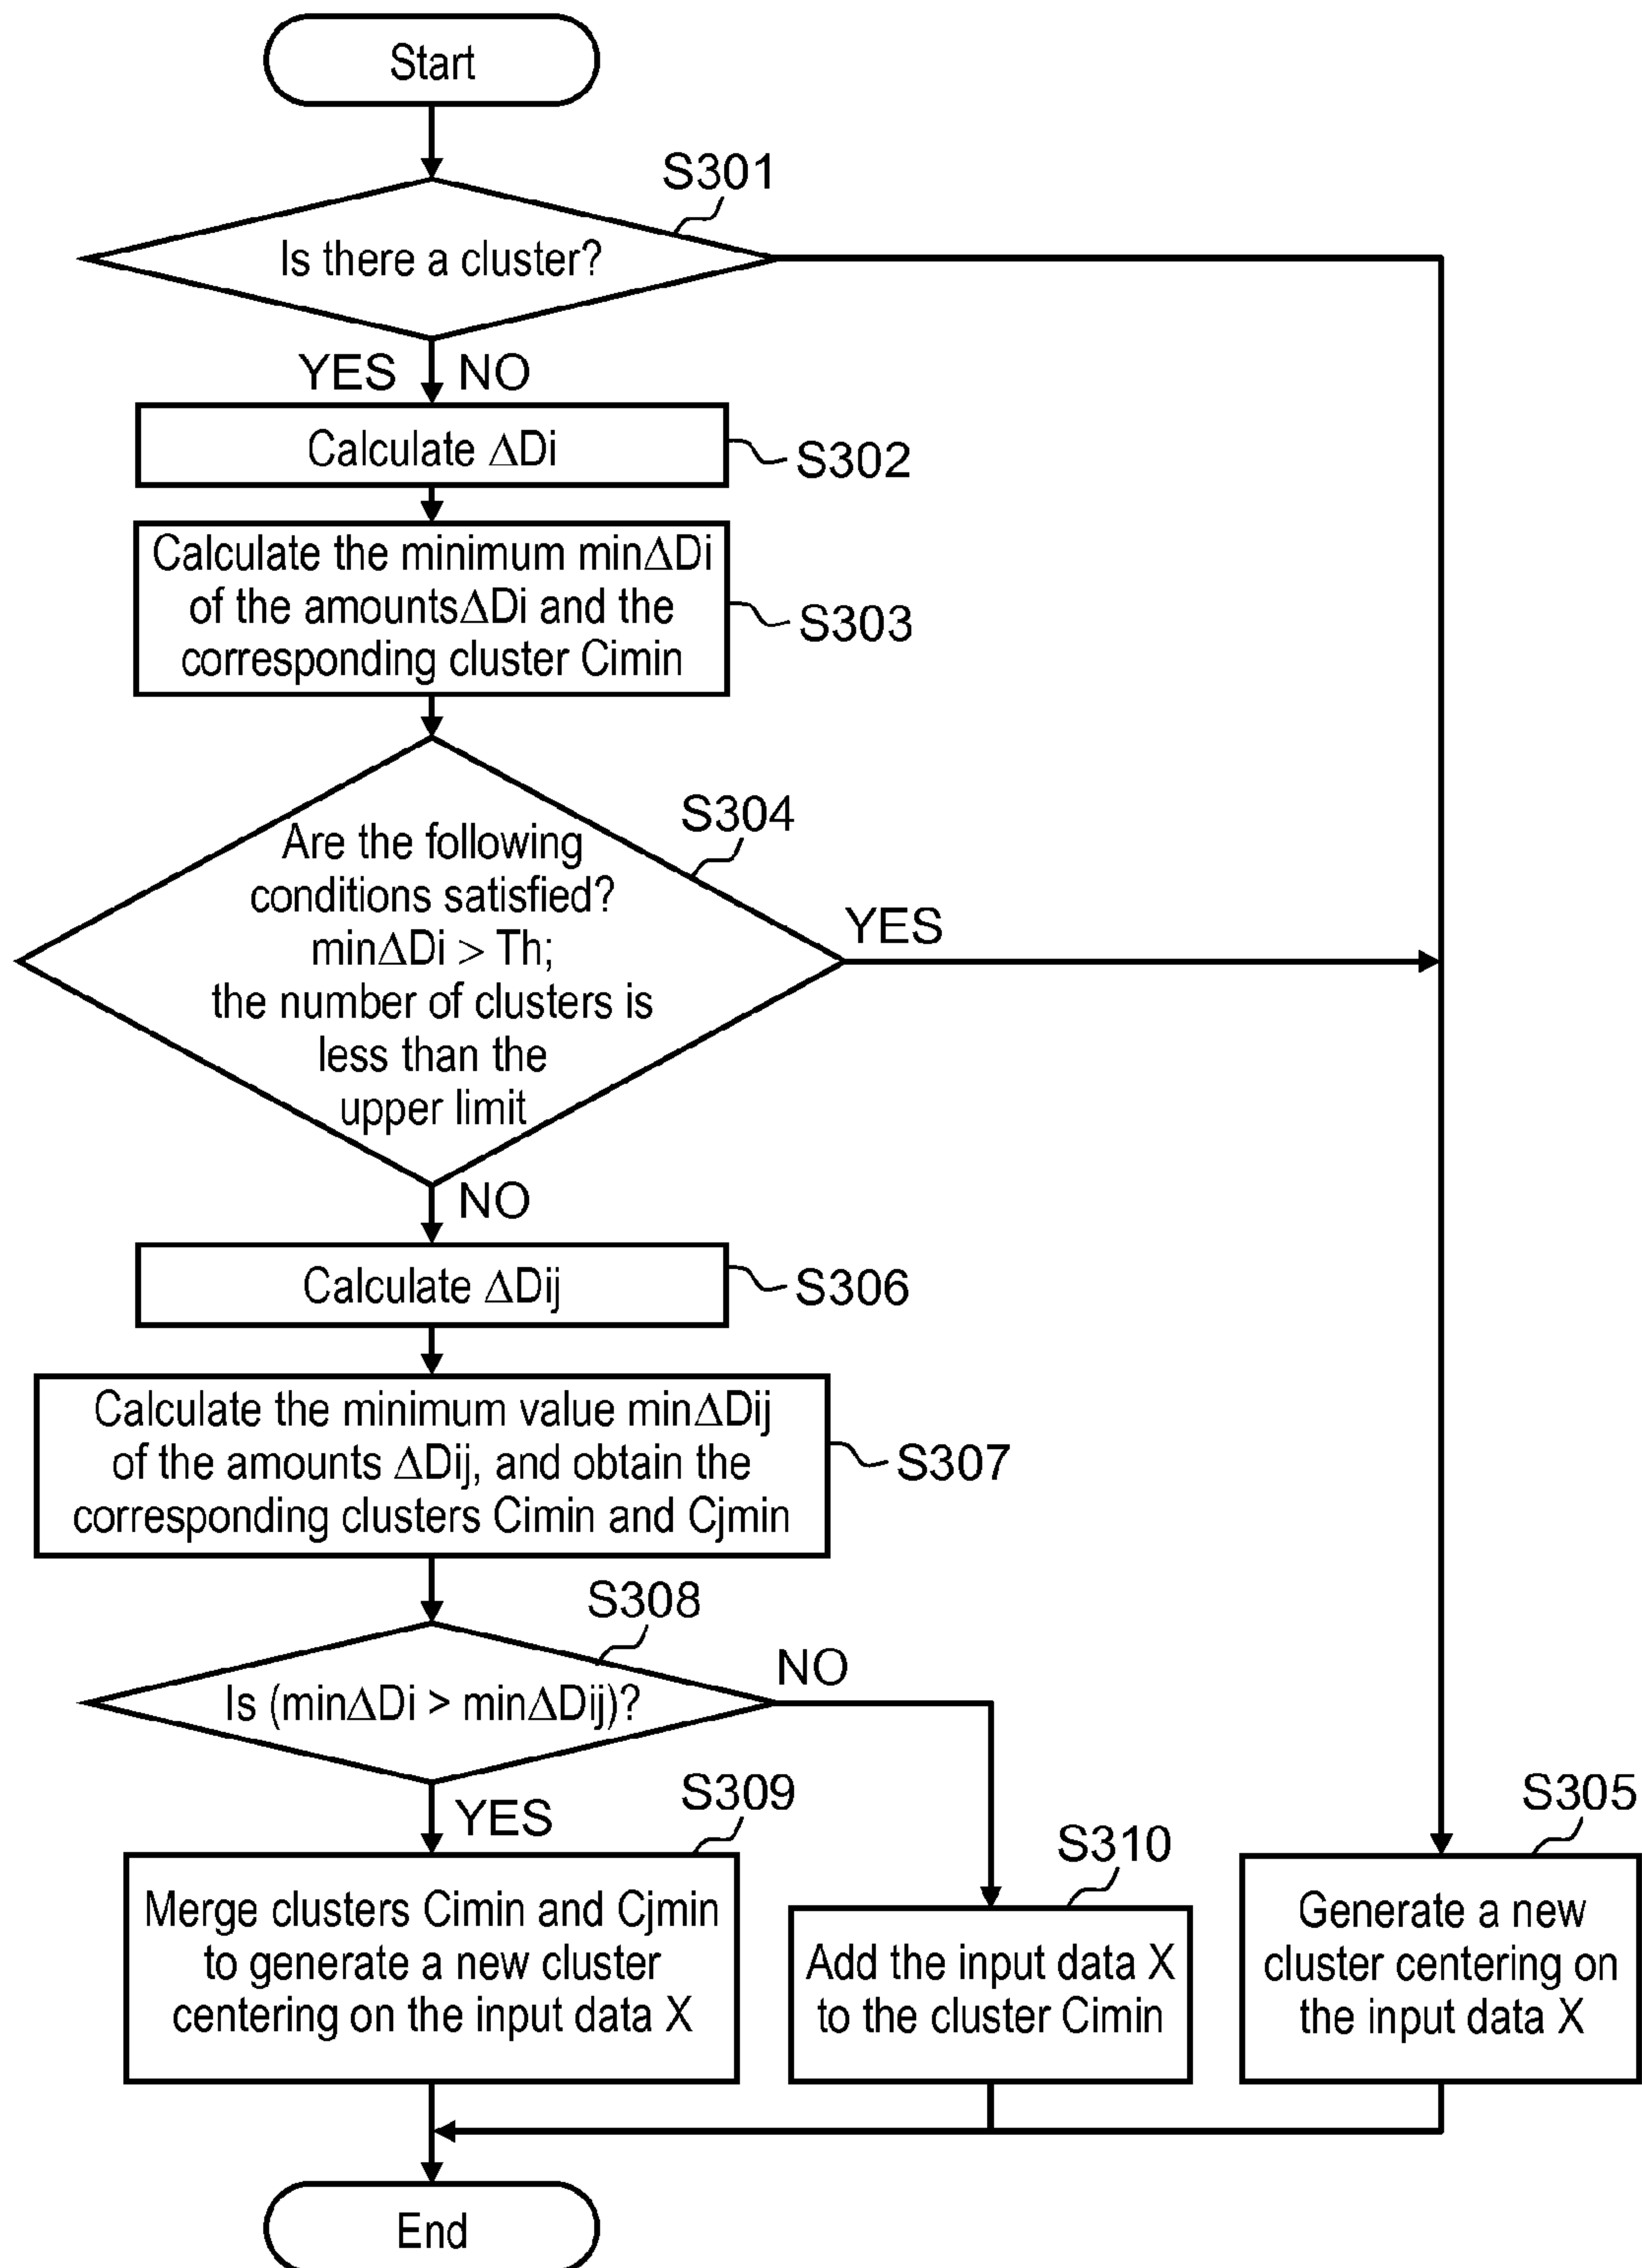 Start
S301
Is there a cluster?
YES NO
Calculate ΔDi
S302
Calculate the minimum minΔDi
of the amountsΔDi and the
corresponding cluster Cimin
S303
S304
Are the following
conditions satisfied?
minΔDi > Th;
the number of clusters is
less than the
upper limit
YES
NO
Calculate ΔDij
S306
Calculate the minimum value minΔDij
of the amounts ΔDij, and obtain the
corresponding clusters Cimin and Cjmin
S307
S308
Is (minΔDi > minΔDij)?
NO
YES
S309
Merge clusters Cimin and Cjmin
to generate a new cluster
centering on the input data X
S310
Add the input data X
to the cluster Cimin
S305
Generate a new
cluster centering on
the input data X
End